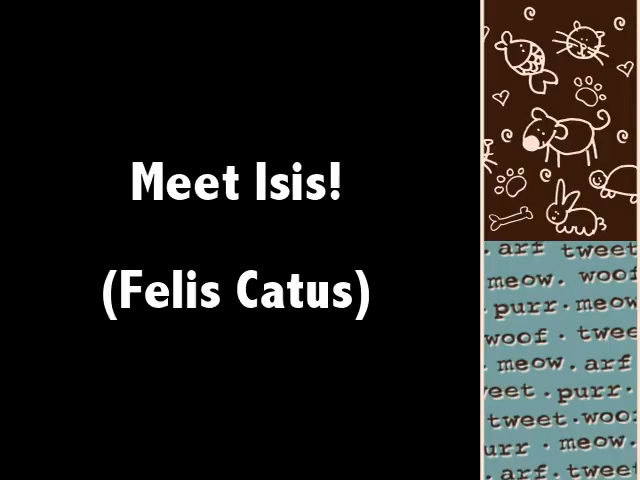 Meet Isis!
(Felis Catus)
. arf tweet
meow. woof
purr. meow
woof . twee
meow. arf
eet . purr.
tweet. woo
urr . meow.
. arf. tweet